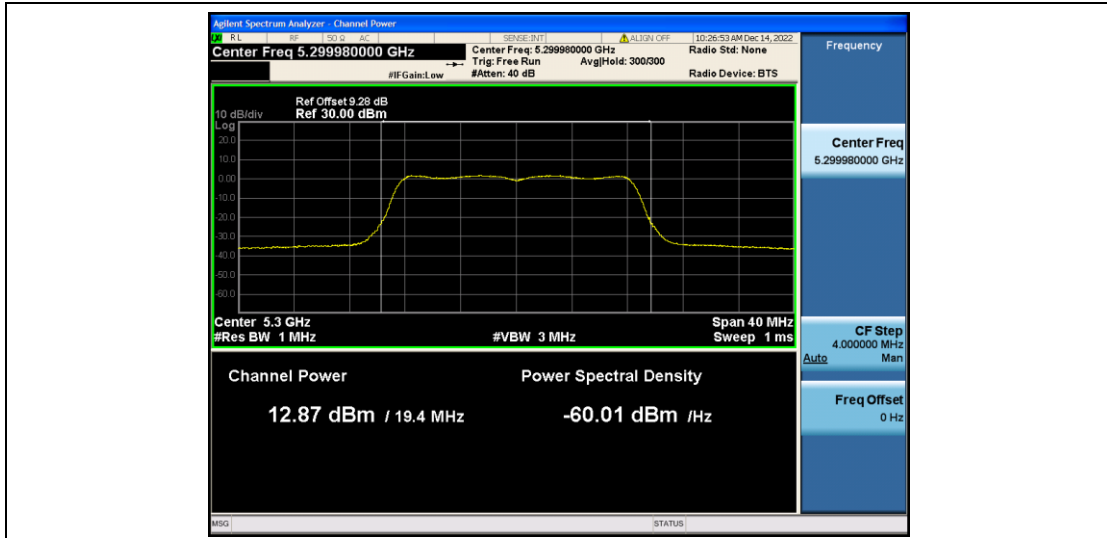 Agilent Spectrum Analyzer - Channel Power
RL RF 50 Ω AC SENSE:INT ALIGN OFF 10:26:53 AM Dec 14, 2022
Center Freq 5.299980000 GHz
Center Freq: 5.299980000 GHz Radio Std: None
Trig: Free Run Avg|Hold: 300/300
#IFGain:Low #Atten: 40 dB Radio Device: BTS
Frequency
Ref Offset 9.28 dB
10 dB/div Ref 30.00 dBm
Log
20.0
10.0
0.00
-10.0
-20.0
-30.0
-40.0
-50.0
-60.0
Center 5.3 GHz Span 40 MHz
#Res BW 1 MHz #VBW 3 MHz Sweep 1 ms
Center Freq
5.299980000 GHz
CF Step
4.000000 MHz
Auto Man
Freq Offset
0 Hz
Channel Power Power Spectral Density
12.87 dBm / 19.4 MHz -60.01 dBm /Hz
MSG STATUS